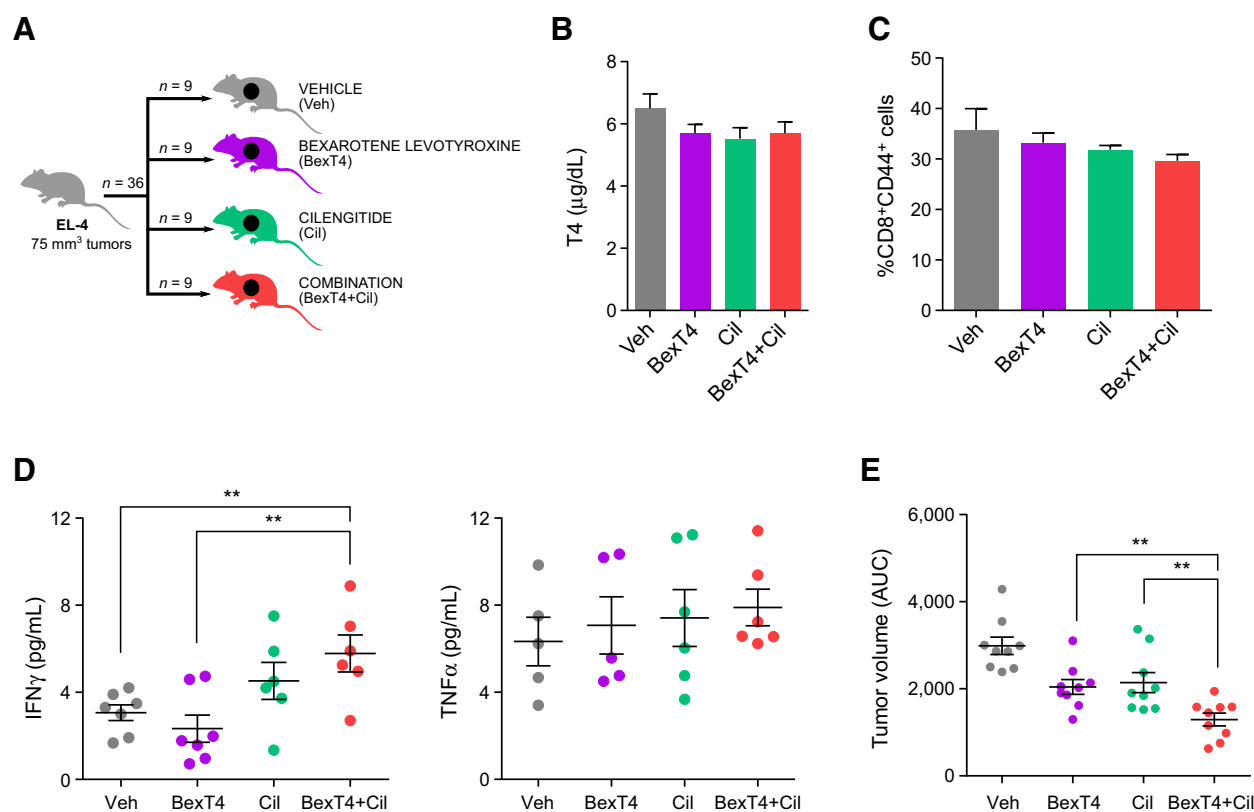 A
n = 36
EL-4
75 mm³ tumors
n = 9
VEHICLE
(Veh)
n = 9
BEXAROTENE LEVOTYROXINE
(BexT4)
n = 9
CILENGITIDE
(Cil)
n = 9
COMBINATION
(BexT4+Cil)
B
T4 (μg/dL)
8
6
4
2
0
Veh
BexT4
Cil
BexT4+Cil
C
%CD8⁺CD44⁺ cells
50
40
30
20
10
0
Veh
BexT4
Cil
BexT4+Cil
D
IFNγ (pg/mL)
12
8
4
0
**
**
Veh BexT4 Cil BexT4+Cil
TNFα (pg/mL)
12
8
4
0
Veh BexT4 Cil BexT4+Cil
E
Tumor volume (AUC)
6,000
4,000
2,000
0
**
**
Veh BexT4 Cil BexT4+Cil